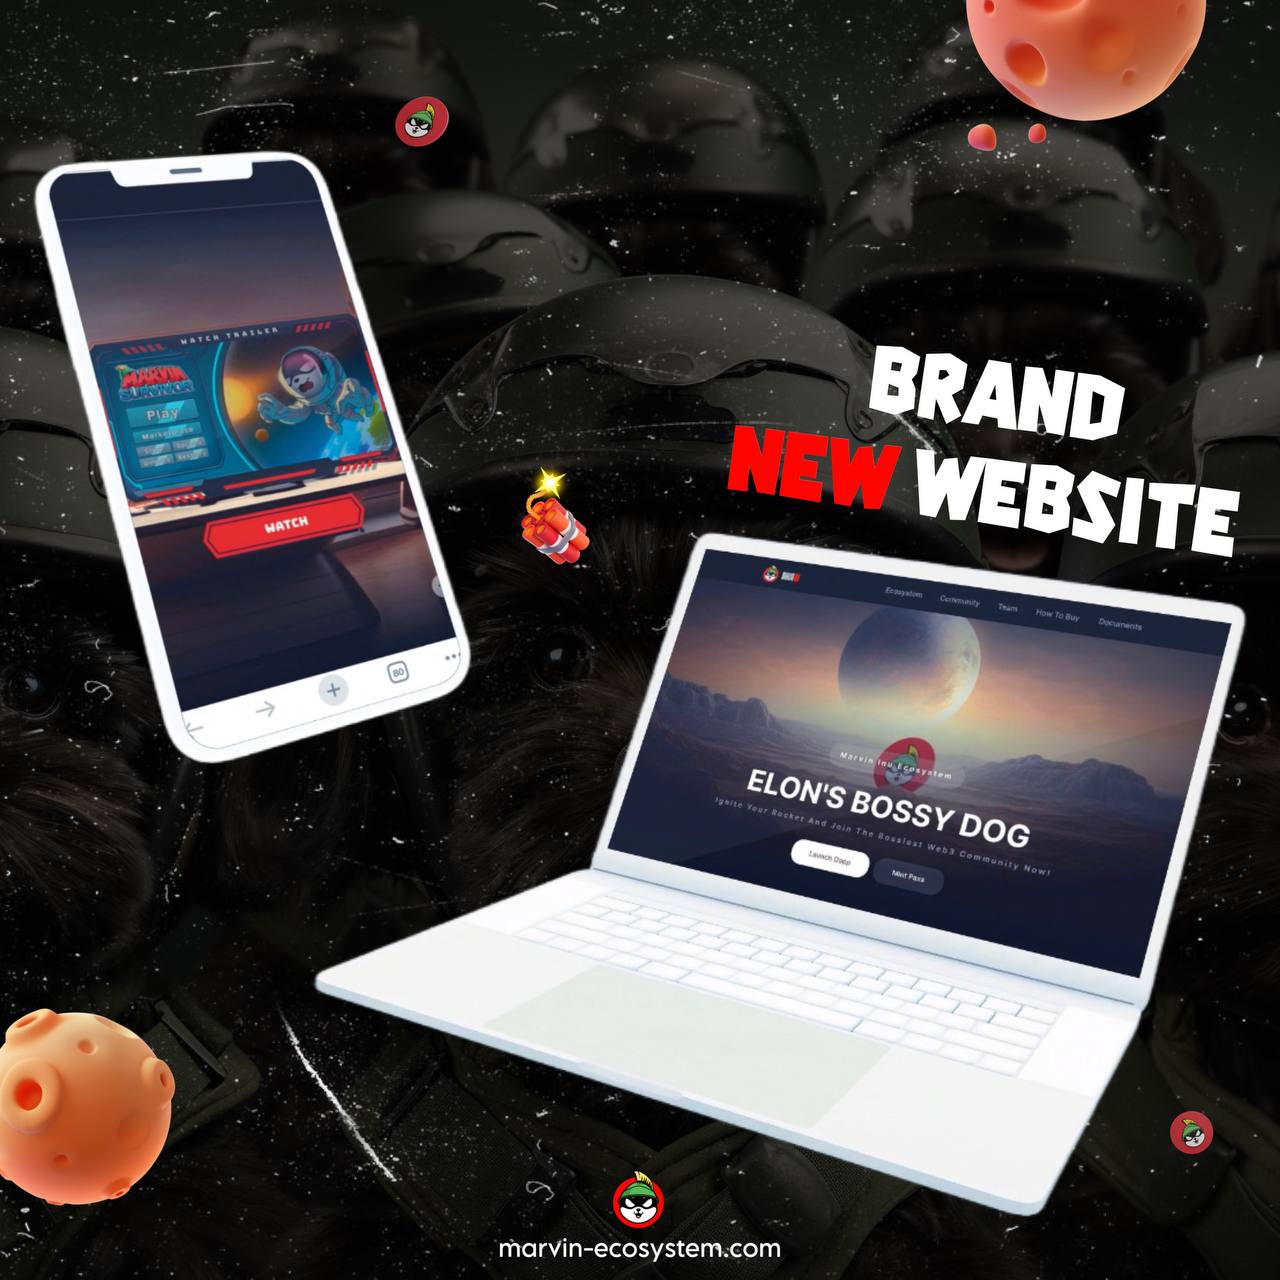 WATCH TRAILER
MARVIN
SURVIVOR
Play
Marketplace
WATCH
80
BRAND
NEW WEBSITE
Ecosystem Community Team How To Buy Documents
Marvin Inu Ecosystem
ELON'S BOSSY DOG
Ignite Your Rocket And Join The Bossiest Web3 Community Now!
Launch Dapp Mint Pass
marvin-ecosystem.com